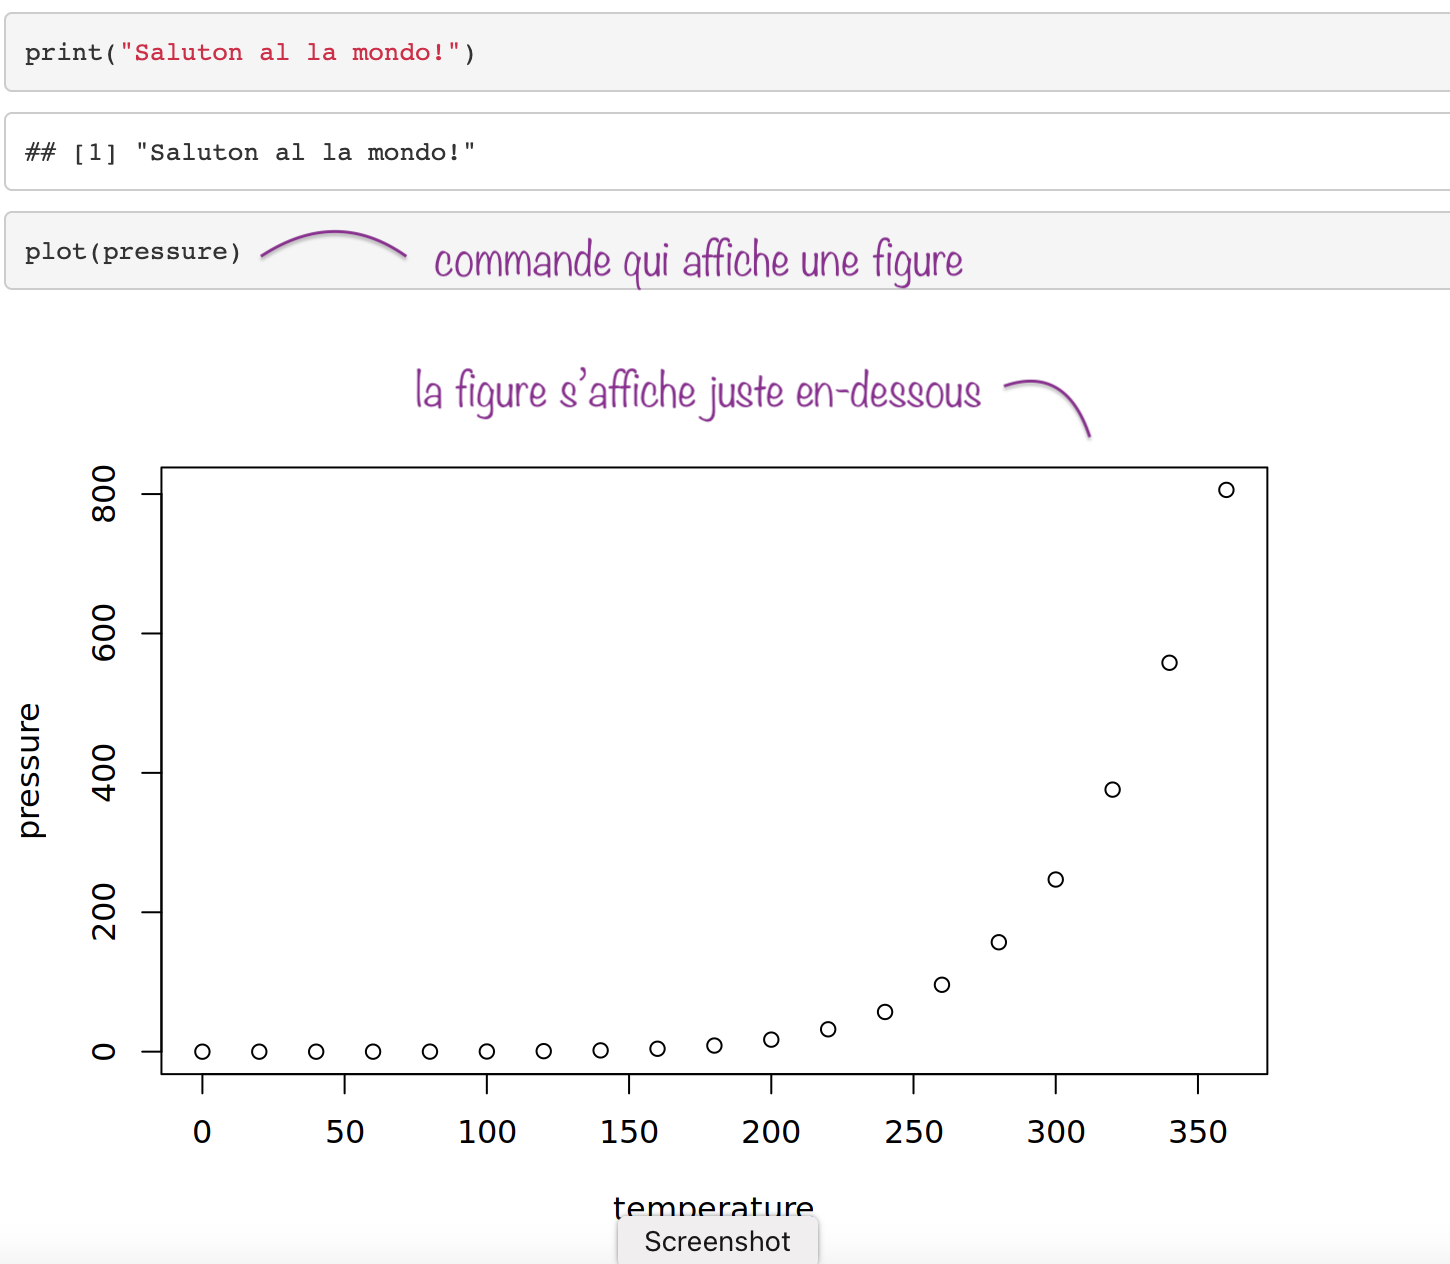 print("Saluton al la mondo!")
## [1] "Saluton al la mondo!"
plot(pressure)
commande qui affiche une figure
la figure s'affiche juste en-dessous
800
600
400
200
0
pressure
0 50 100 150 200 250 300 350
temperature
Screenshot